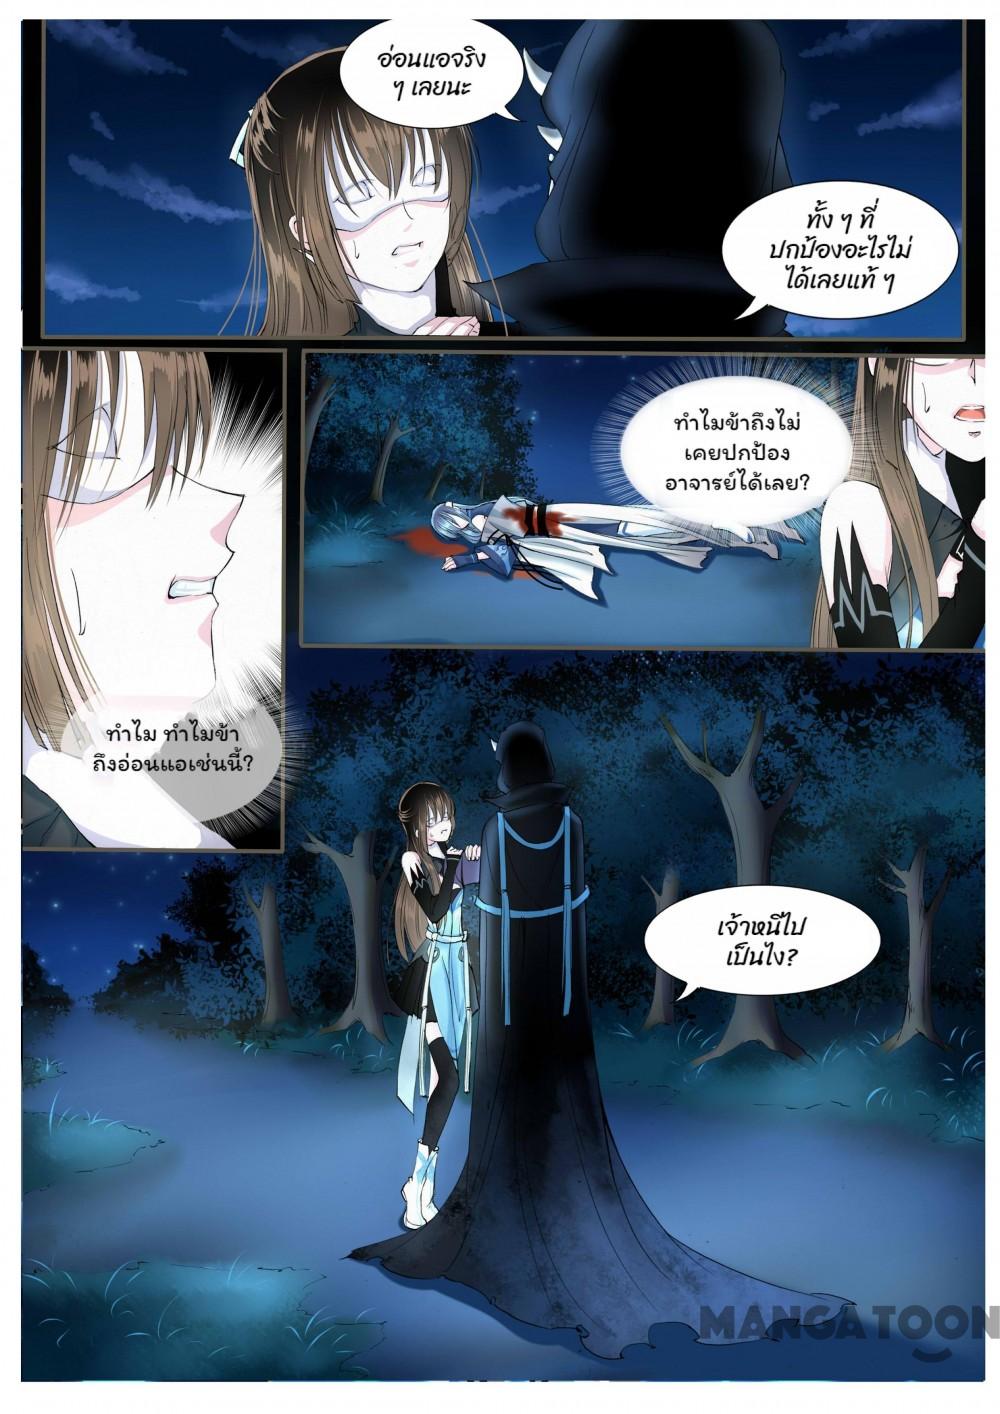 อ่อนแอจริง
ๆ เลยนะ
ทั้ง ๆ ที่
ปกป้องอะไรไม่
ได้เลยแท้ ๆ
ทำไมข้าถึงไม่
เคยปกป้อง
อาจารย์ได้เลย?
ทำไม ทำไมข้า
ถึงอ่อนแอเช่นนี้?
เจ้าหนีไป
เป็นไง?
MANGATOON